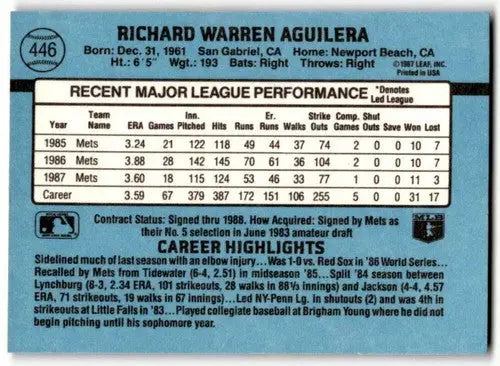 446
RICHARD WARREN AGUILERA
Born: Dec. 31, 1961 San Gabriel, CA Home: Newport Beach, CA
Ht.: 6'5" Wgt.: 193 Bats: Right Throws: Right
©1987 LEAF, INC.
Printed in USA
RECENT MAJOR LEAGUE PERFORMANCE *Denotes Led League
Year Team Name ERA Games Inn. Pitched Hits Runs Er. Runs Walks Strike Outs Comp. Games Shut Outs Save Won Lost
1985 Mets 3.24 21 122 118 49 44 37 74 2 0 0 10 7
1986 Mets 3.88 28 142 145 70 61 36 104 2 0 0 10 7
1987 Mets 3.60 18 115 124 53 46 33 77 1 0 0 11 3
Career 3.59 67 379 387 172 151 106 255 5 0 0 31 17
Contract Status: Signed thru 1988. How Acquired: Signed by Mets as
their No. 5 selection in June 1983 amateur draft
MLB
CAREER HIGHLIGHTS
Sidelined much of last season with an elbow injury...Was 1-0 vs. Red Sox in '86 World Series...
Recalled by Mets from Tidewater (6-4, 2.51) in midseason '85...Split '84 season between
Lynchburg (8-3, 2.34 ERA, 101 strikeouts, 28 walks in 88⅓ innings) and Jackson (4-4, 4.57
ERA, 71 strikeouts, 19 walks in 67 innings)...Led NY-Penn Lg. in shutouts (2) and was 4th in
strikeouts at Little Falls in '83...Played collegiate baseball at Brigham Young where he did not
begin pitching until his sophomore year.